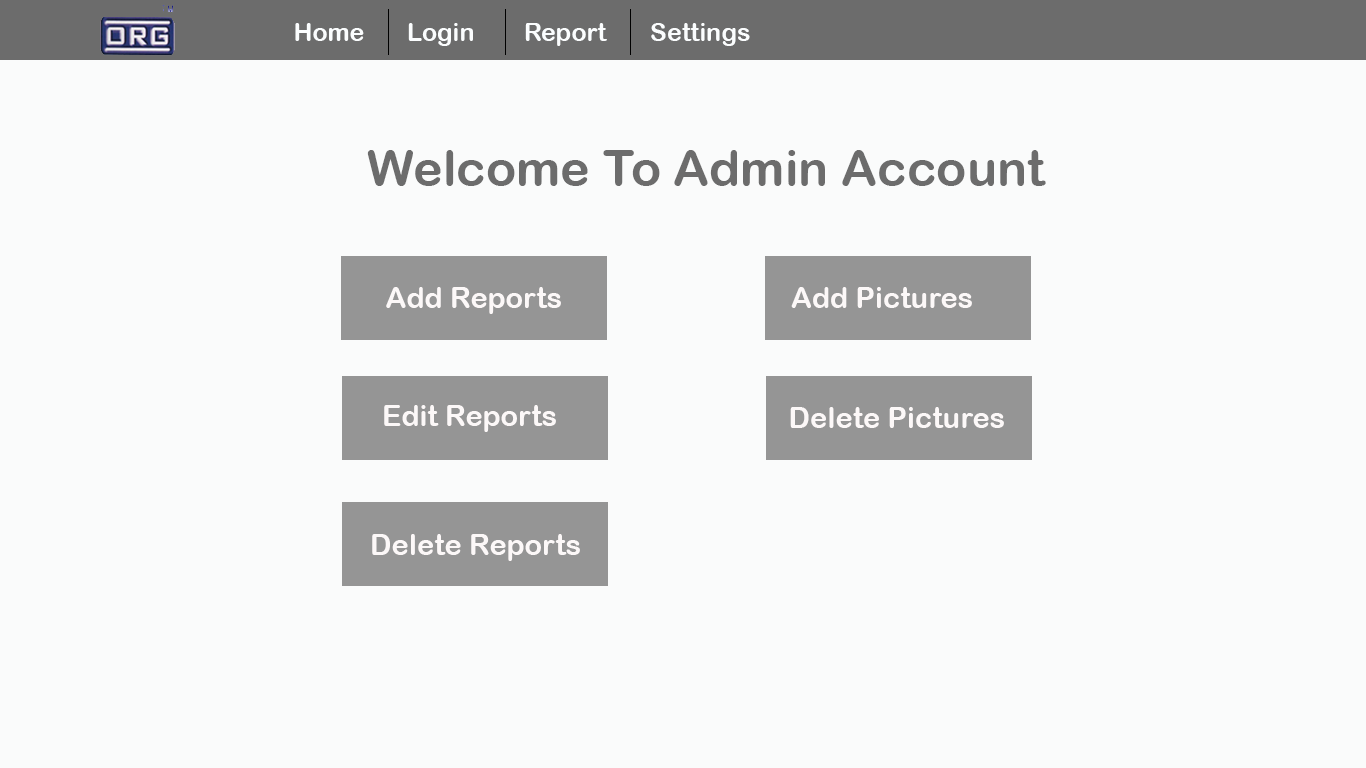 ORG
Home Login Report Settings
Welcome To Admin Account
Add Reports Add Pictures
Edit Reports Delete Pictures
Delete Reports